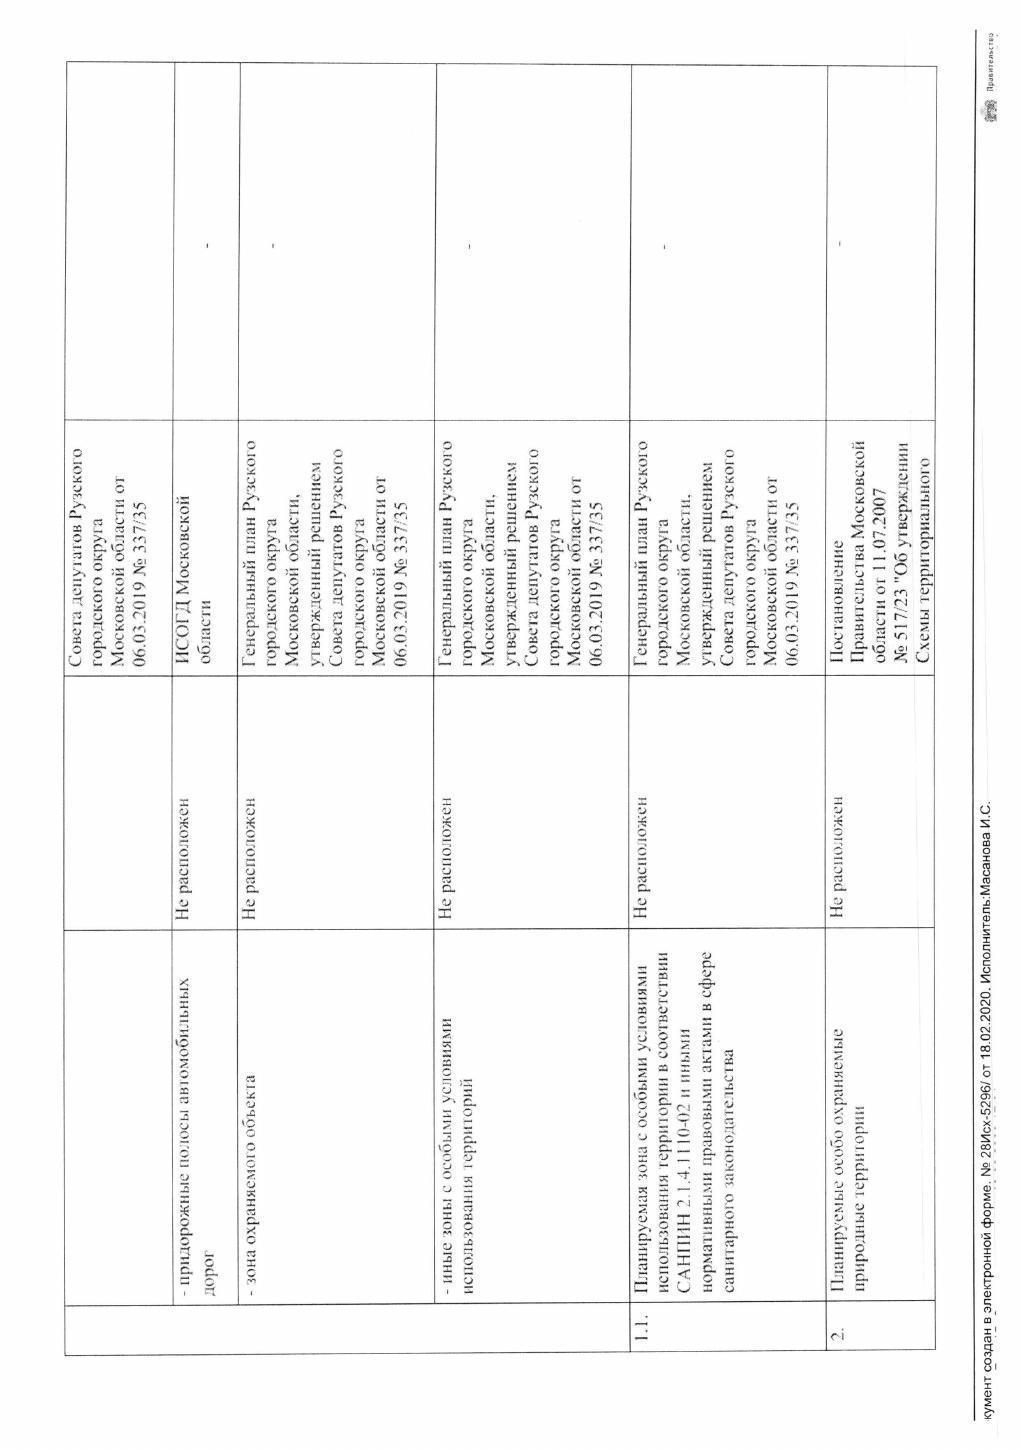 Совета депутатов Рузского
городского округа
Московской области от
06.03.2019 № 337/35
- придорожные полосы автомобильных
дорог
Не расположен
ИСОГД Московской
области
-
- зона охраняемого объекта
Не расположен
Генеральный план Рузского
городского округа
Московской области,
утвержденный решением
Совета депутатов Рузского
городского округа
Московской области от
06.03.2019 № 337/35
-
- иные зоны с особыми условиями
использования территорий
Не расположен
Генеральный план Рузского
городского округа
Московской области,
утвержденный решением
Совета депутатов Рузского
городского округа
Московской области от
06.03.2019 № 337/35
-
1.1.
Планируемая зона с особыми условиями
использования территории в соответствии
САНПИН 2.1.4.1110-02 и иными
нормативными правовыми актами в сфере
санитарного законодательства
Не расположен
Генеральный план Рузского
городского округа
Московской области,
утвержденный решением
Совета депутатов Рузского
городского округа
Московской области от
06.03.2019 № 337/35
-
2.
Планируемые особо охраняемые
природные территории
Не расположен
Постановление
Правительства Московской
области от 11.07.2007
№ 517/23 "Об утверждении
Схемы территориального
-
кумент создан в электронной форме. № 28Исх-5296/ от 18.02.2020. Исполнитель:Масанова И.С.
Правительство